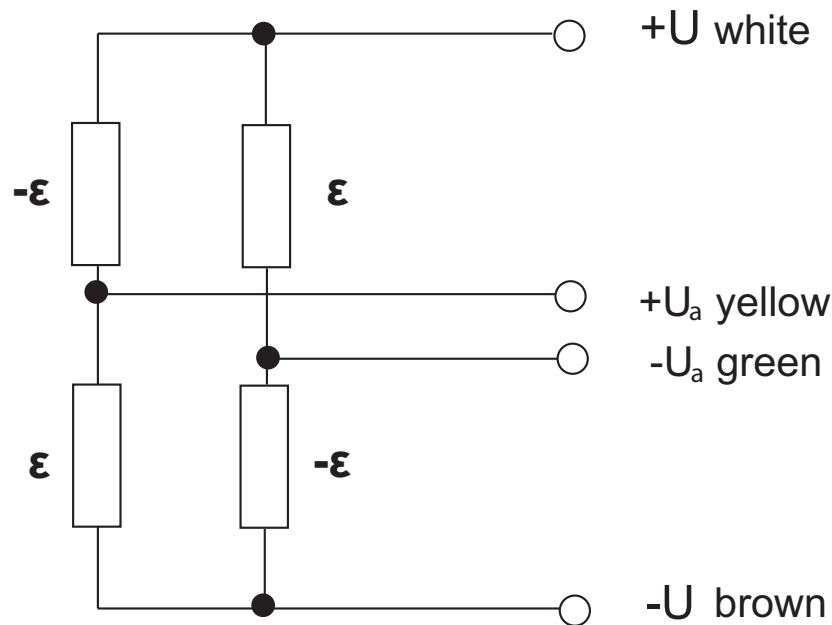 +U white
-ε
ε
+Uₐ yellow
-Uₐ green
ε
-ε
-U brown